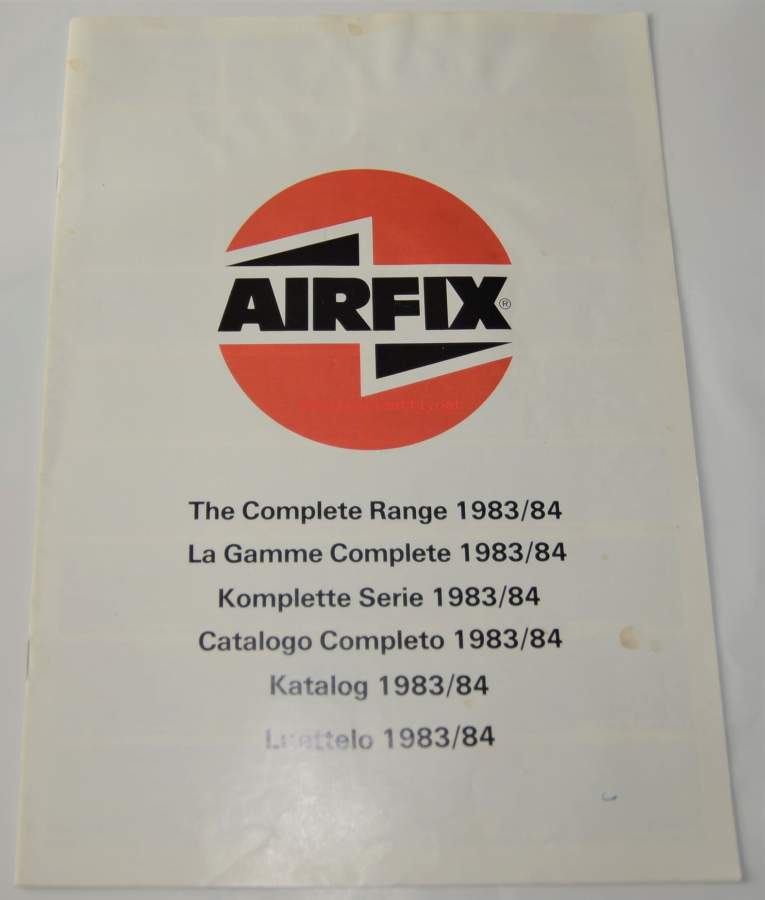 AIRFIX®
The Complete Range 1983/84
La Gamme Complete 1983/84
Komplette Serie 1983/84
Catalogo Completo 1983/84
Katalog 1983/84
Luettelo 1983/84